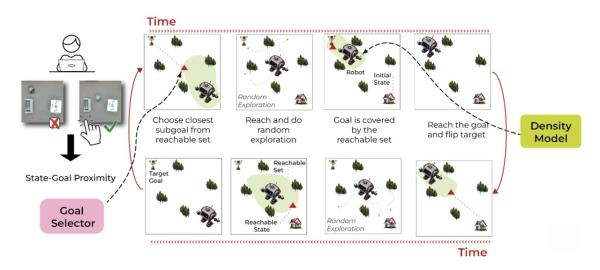 Time
Random
Exploration
Robot
Initial
State
Choose closest
subgoal from
reachable set
Reach and do
random
exploration
Goal is covered
by the
reachable set
Reach the goal
and flip target
Density
Model
State-Goal Proximity
Goal
Selector
Target
Goal
Reachable
Set
Reachable
State
Random
Exploration
Time